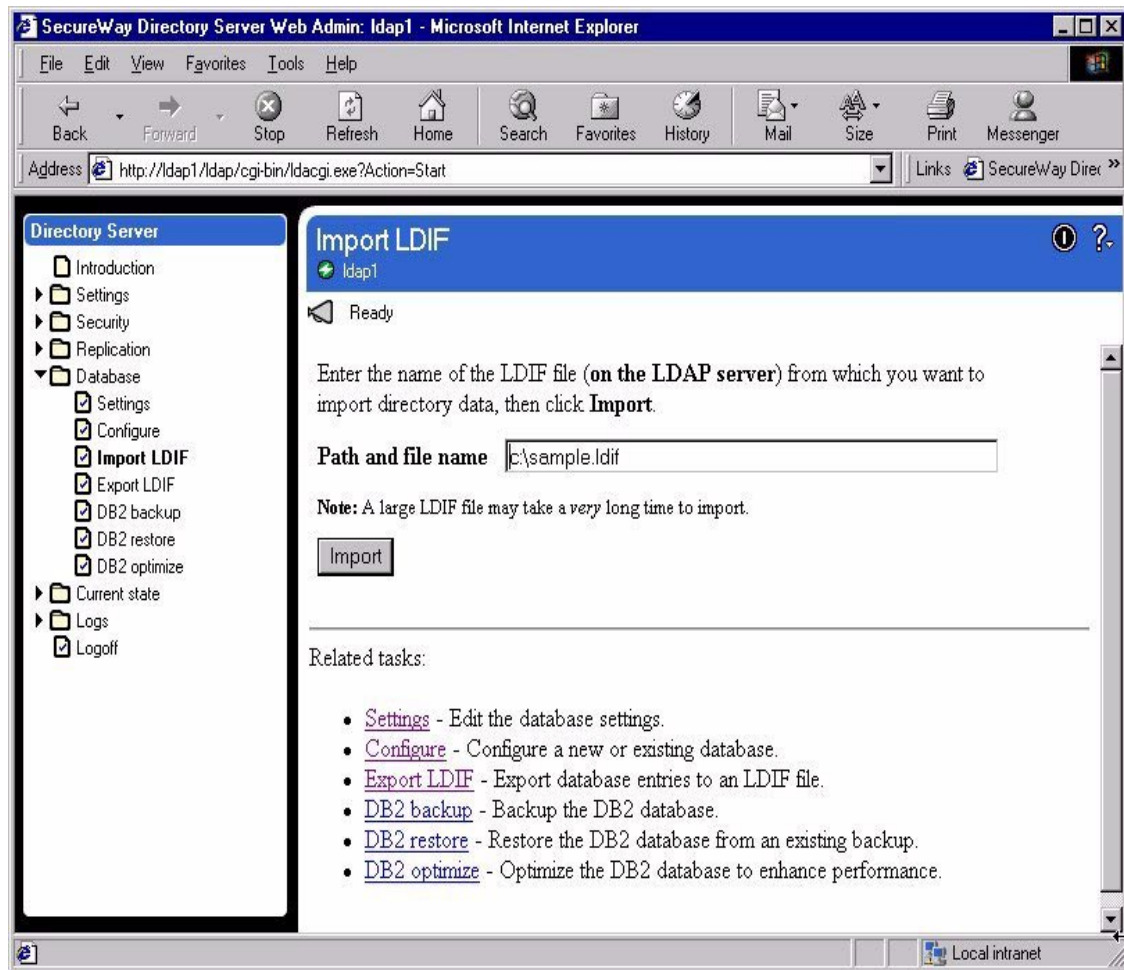 SecureWay Directory Server Web Admin: ldap1 - Microsoft Internet Explorer
File Edit View Favorites Tools Help
Back Forward Stop Refresh Home Search Favorites History Mail Size Print Messenger
Address http://ldap1/ldap/cgi-bin/ldacgi.exe?Action=Start Links SecureWay Direc »
Directory Server
Introduction
Settings
Security
Replication
Database
Settings
Configure
Import LDIF
Export LDIF
DB2 backup
DB2 restore
DB2 optimize
Current state
Logs
Logoff
Import LDIF
ldap1
Ready
Enter the name of the LDIF file (on the LDAP server) from which you want to
import directory data, then click Import.
Path and file name c:\sample.ldif
Note: A large LDIF file may take a very long time to import.
Import
Related tasks:
• Settings - Edit the database settings.
• Configure - Configure a new or existing database.
• Export LDIF - Export database entries to an LDIF file.
• DB2 backup - Backup the DB2 database.
• DB2 restore - Restore the DB2 database from an existing backup.
• DB2 optimize - Optimize the DB2 database to enhance performance.
Local intranet